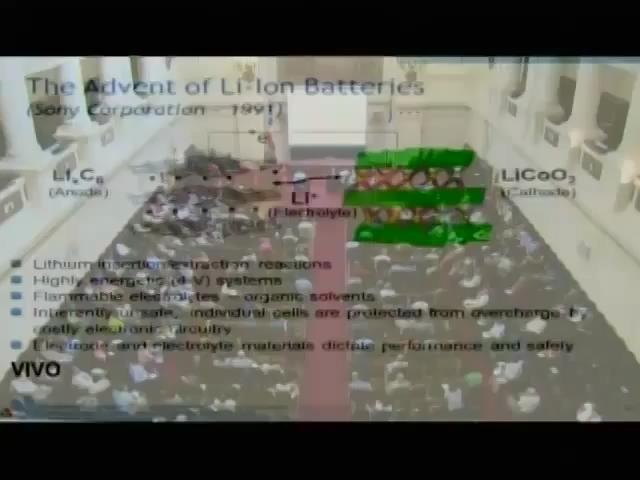 The Advent of Li-Ion Batteries
(Sony Corporation 1991)
e
LixC6
(Anode)
Li+
(Electrolyte)
LiCoO2
(Cathode)
Lithium insertion/extraction reactions
Highly energetic (4 V) systems
Flammable electrolytes – organic solvents
Inherently unsafe, individual cells are protected from overcharge by
costly electronic circuitry
Electrode and electrolyte materials dictate performance and safety
VIVO